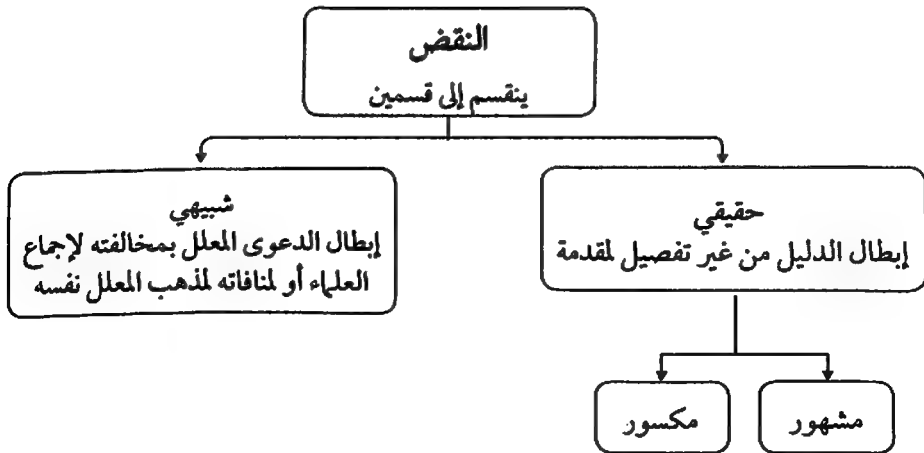 النقض
ينقسم إلى قسمين
حقيقي
إبطال الدليل من غير تفصيل لمقدمة
شبيهي
إبطال الدعوى المعلل بمخالفته لإجماع
العلماء أو لمنافاته لمذهب المعلل نفسه
مشهور
مكسور